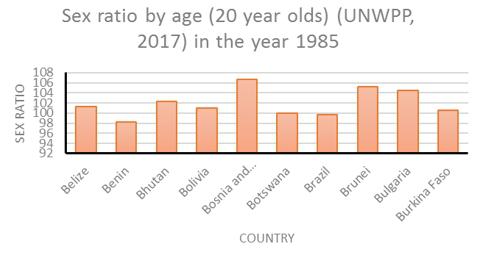 Sex ratio by age (20 year olds) (UNWPP,
2017) in the year 1985
SEX RATIO
108
106
104
102
100
98
96
94
92
Belize
Benin
Bhutan
Bolivia
Bosnia and...
Botswana
Brazil
Brunei
Bulgaria
Burkina Faso
COUNTRY